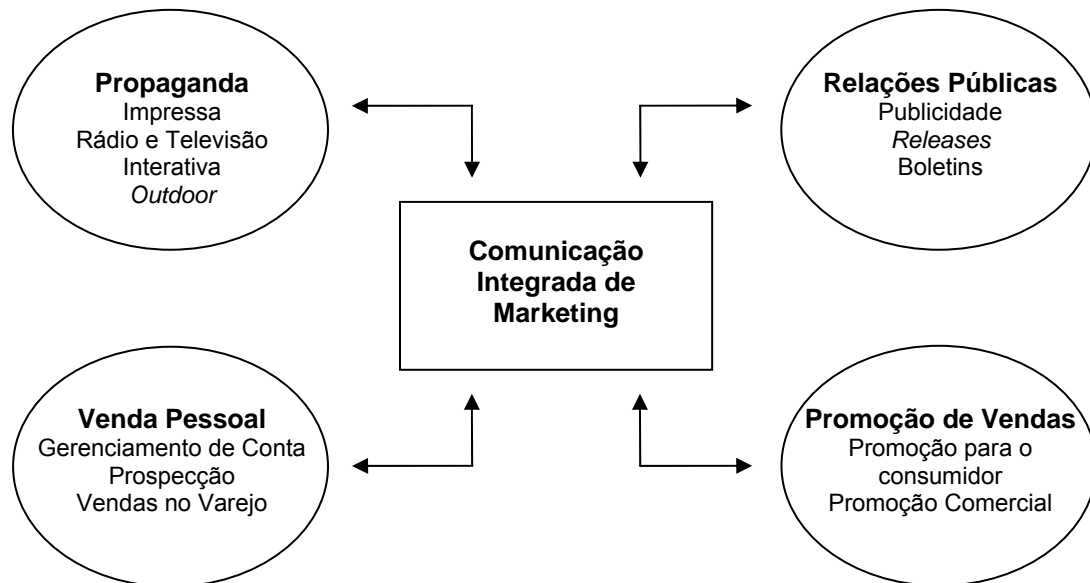 Propaganda
Impressa
Rádio e Televisão
Interativa
Outdoor
Relações Públicas
Publicidade
Releases
Boletins
Comunicação
Integrada de
Marketing
Venda Pessoal
Gerenciamento de Conta
Prospecção
Vendas no Varejo
Promoção de Vendas
Promoção para o
consumidor
Promoção Comercial